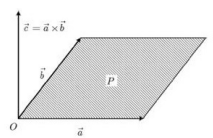 c⃗ = a⃗ × b⃗
b⃗
P
O
a⃗